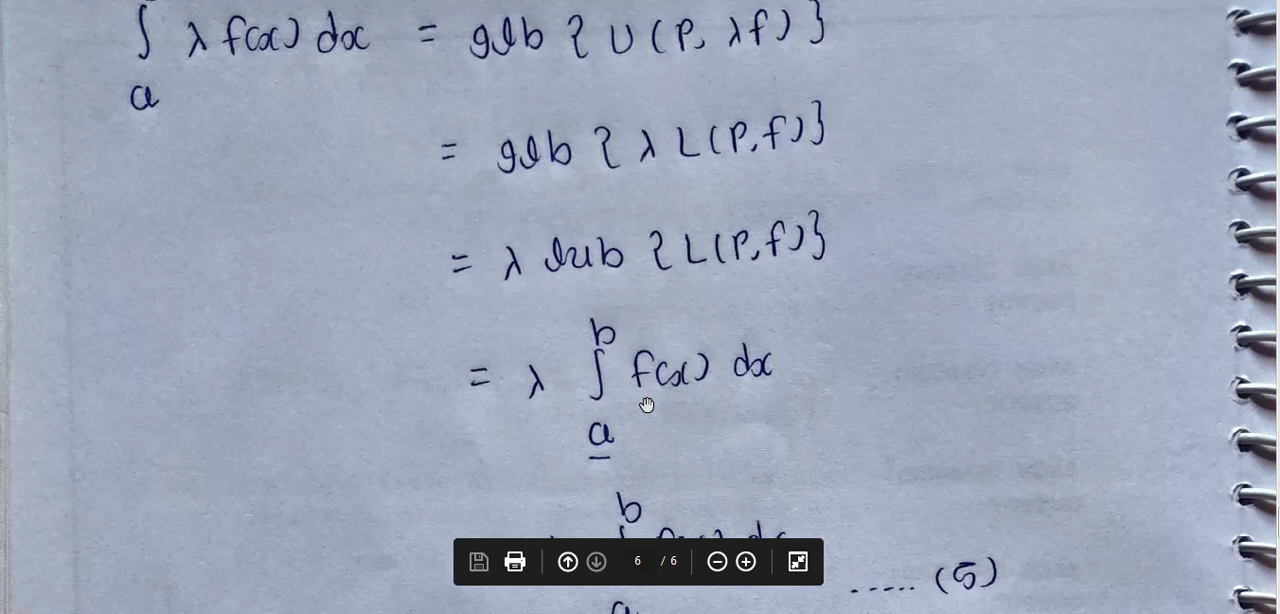 ∫ λ f(x) dx = glb { U (P, λf) }
a
= glb { λ L(P, f) }
= λ lub { L(P, f) }
b
= λ ∫ f(x) dx
a
b
6 / 6
..... (5)